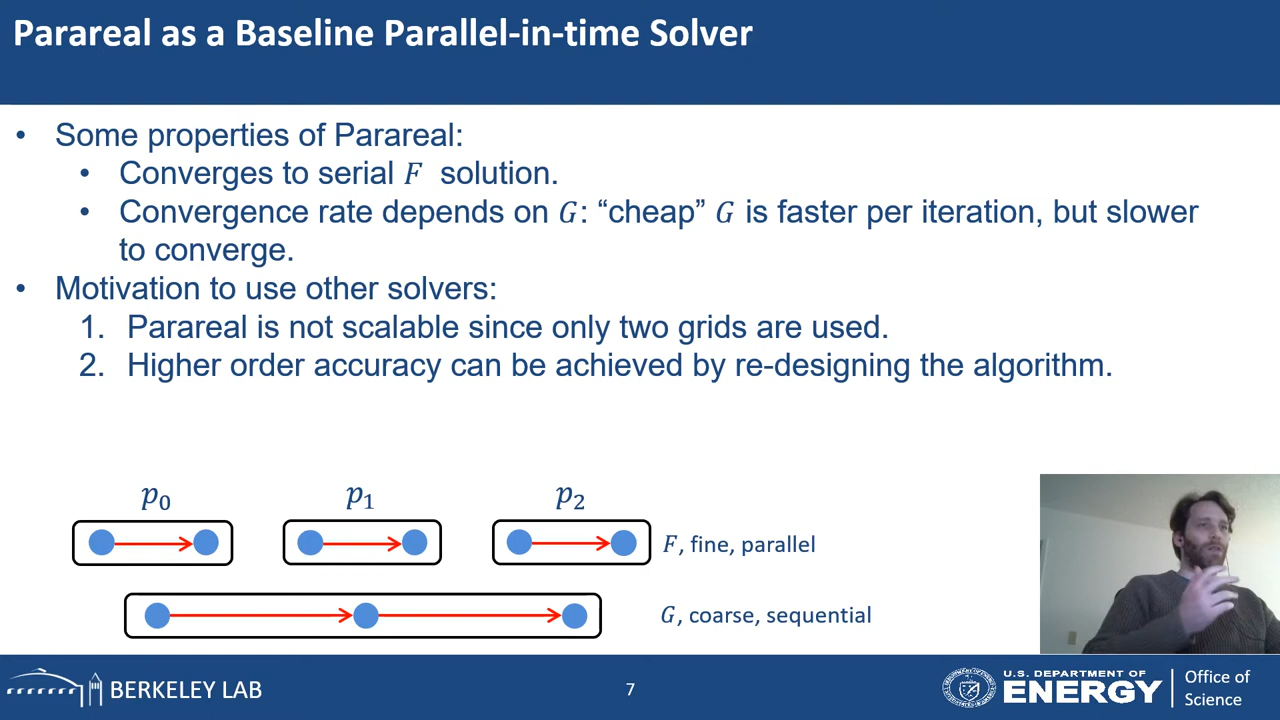 Parareal as a Baseline Parallel-in-time Solver
• Some properties of Parareal:
• Converges to serial F solution.
• Convergence rate depends on G: “cheap” G is faster per iteration, but slower
to converge.
• Motivation to use other solvers:
1. Parareal is not scalable since only two grids are used.
2. Higher order accuracy can be achieved by re-designing the algorithm.
p₀ p₁ p₂
F, fine, parallel
G, coarse, sequential
BERKELEY LAB
7
U.S. DEPARTMENT OF
ENERGY
Office of
Science